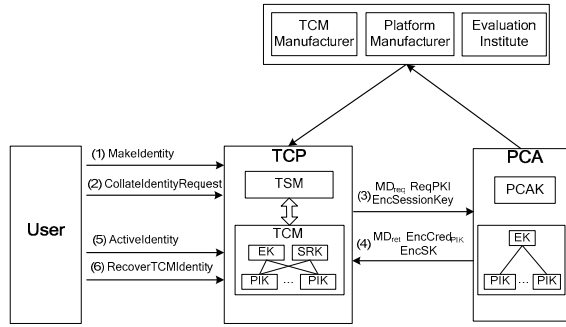 TCM Manufacturer
Platform Manufacturer
Evaluation Institute
User
(1) MakeIdentity
(2) CollateIdentityRequest
(5) ActiveIdentity
(6) RecoverTCMIdentity
TCP
TSM
TCM
EK
SRK
PIK
...
PIK
(3) MDreq ReqPKI
EncSessionKey
(4) MDret EncCredPIK
EncSK
PCA
PCAK
EK
PIK
...
PIK